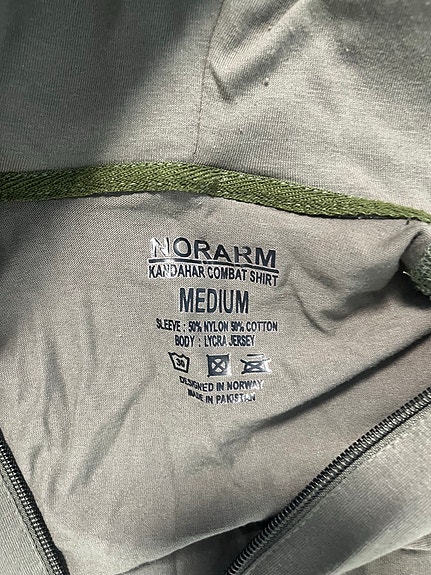 NORARM
KANDAHAR COMBAT SHIRT
MEDIUM
SLEEVE : 50% NYLON 50% COTTON
BODY : LYCRA JERSEY
30
DESIGNED IN NORWAY
MADE IN PAKISTAN